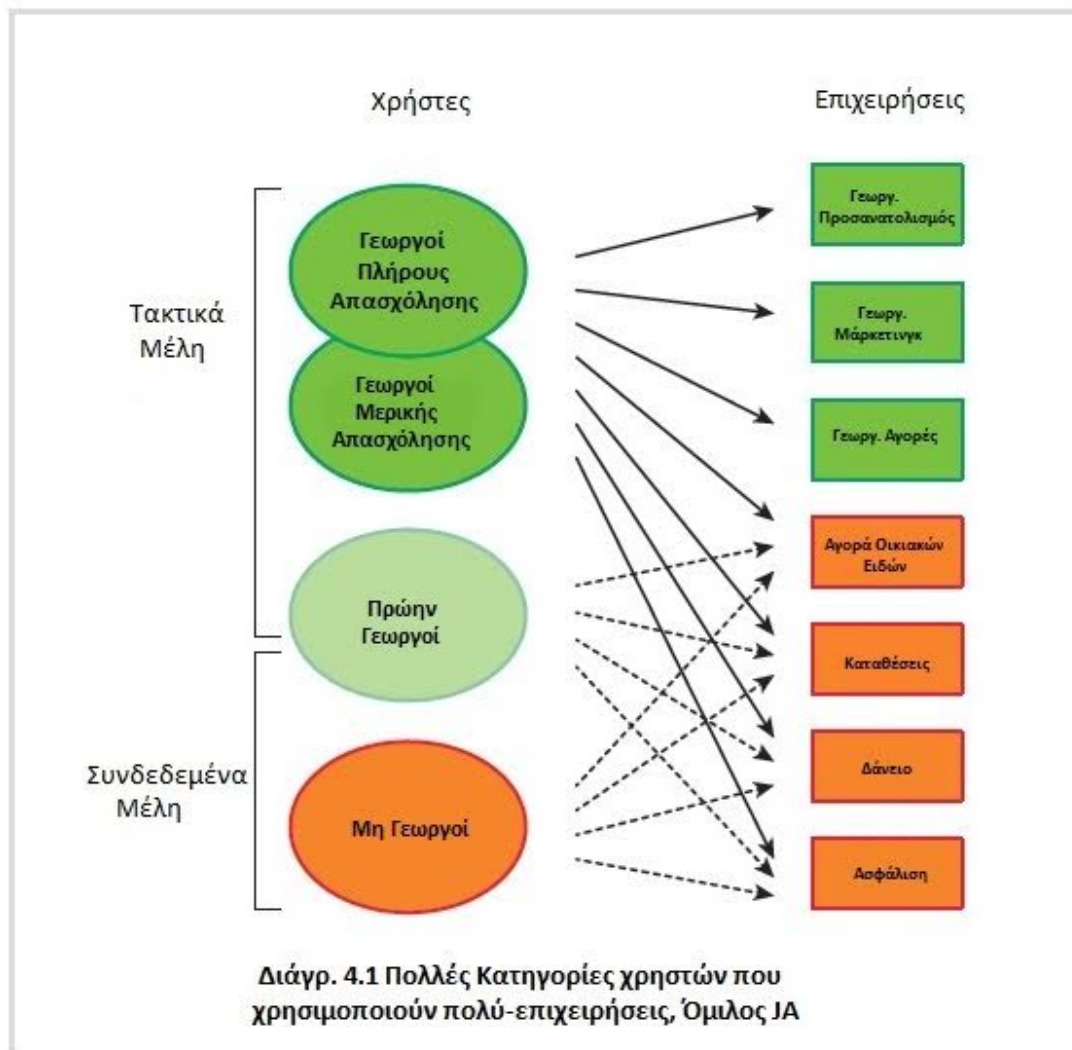 Χρήστες
Επιχειρήσεις
Τακτικά
Μέλη
Συνδεδεμένα
Μέλη
Γεωργοί
Πλήρους
Απασχόλησης
Γεωργοί
Μερικής
Απασχόλησης
Πρώην
Γεωργοί
Μη Γεωργοί
Γεωργ.
Προσανατολισμός
Γεωργ.
Μάρκετινγκ
Γεωργ. Αγορές
Αγορά Οικιακών
Ειδών
Καταθέσεις
Δάνειο
Ασφάλιση
Διάγρ. 4.1 Πολλές Κατηγορίες χρηστών που
χρησιμοποιούν πολύ-επιχειρήσεις, Όμιλος JA